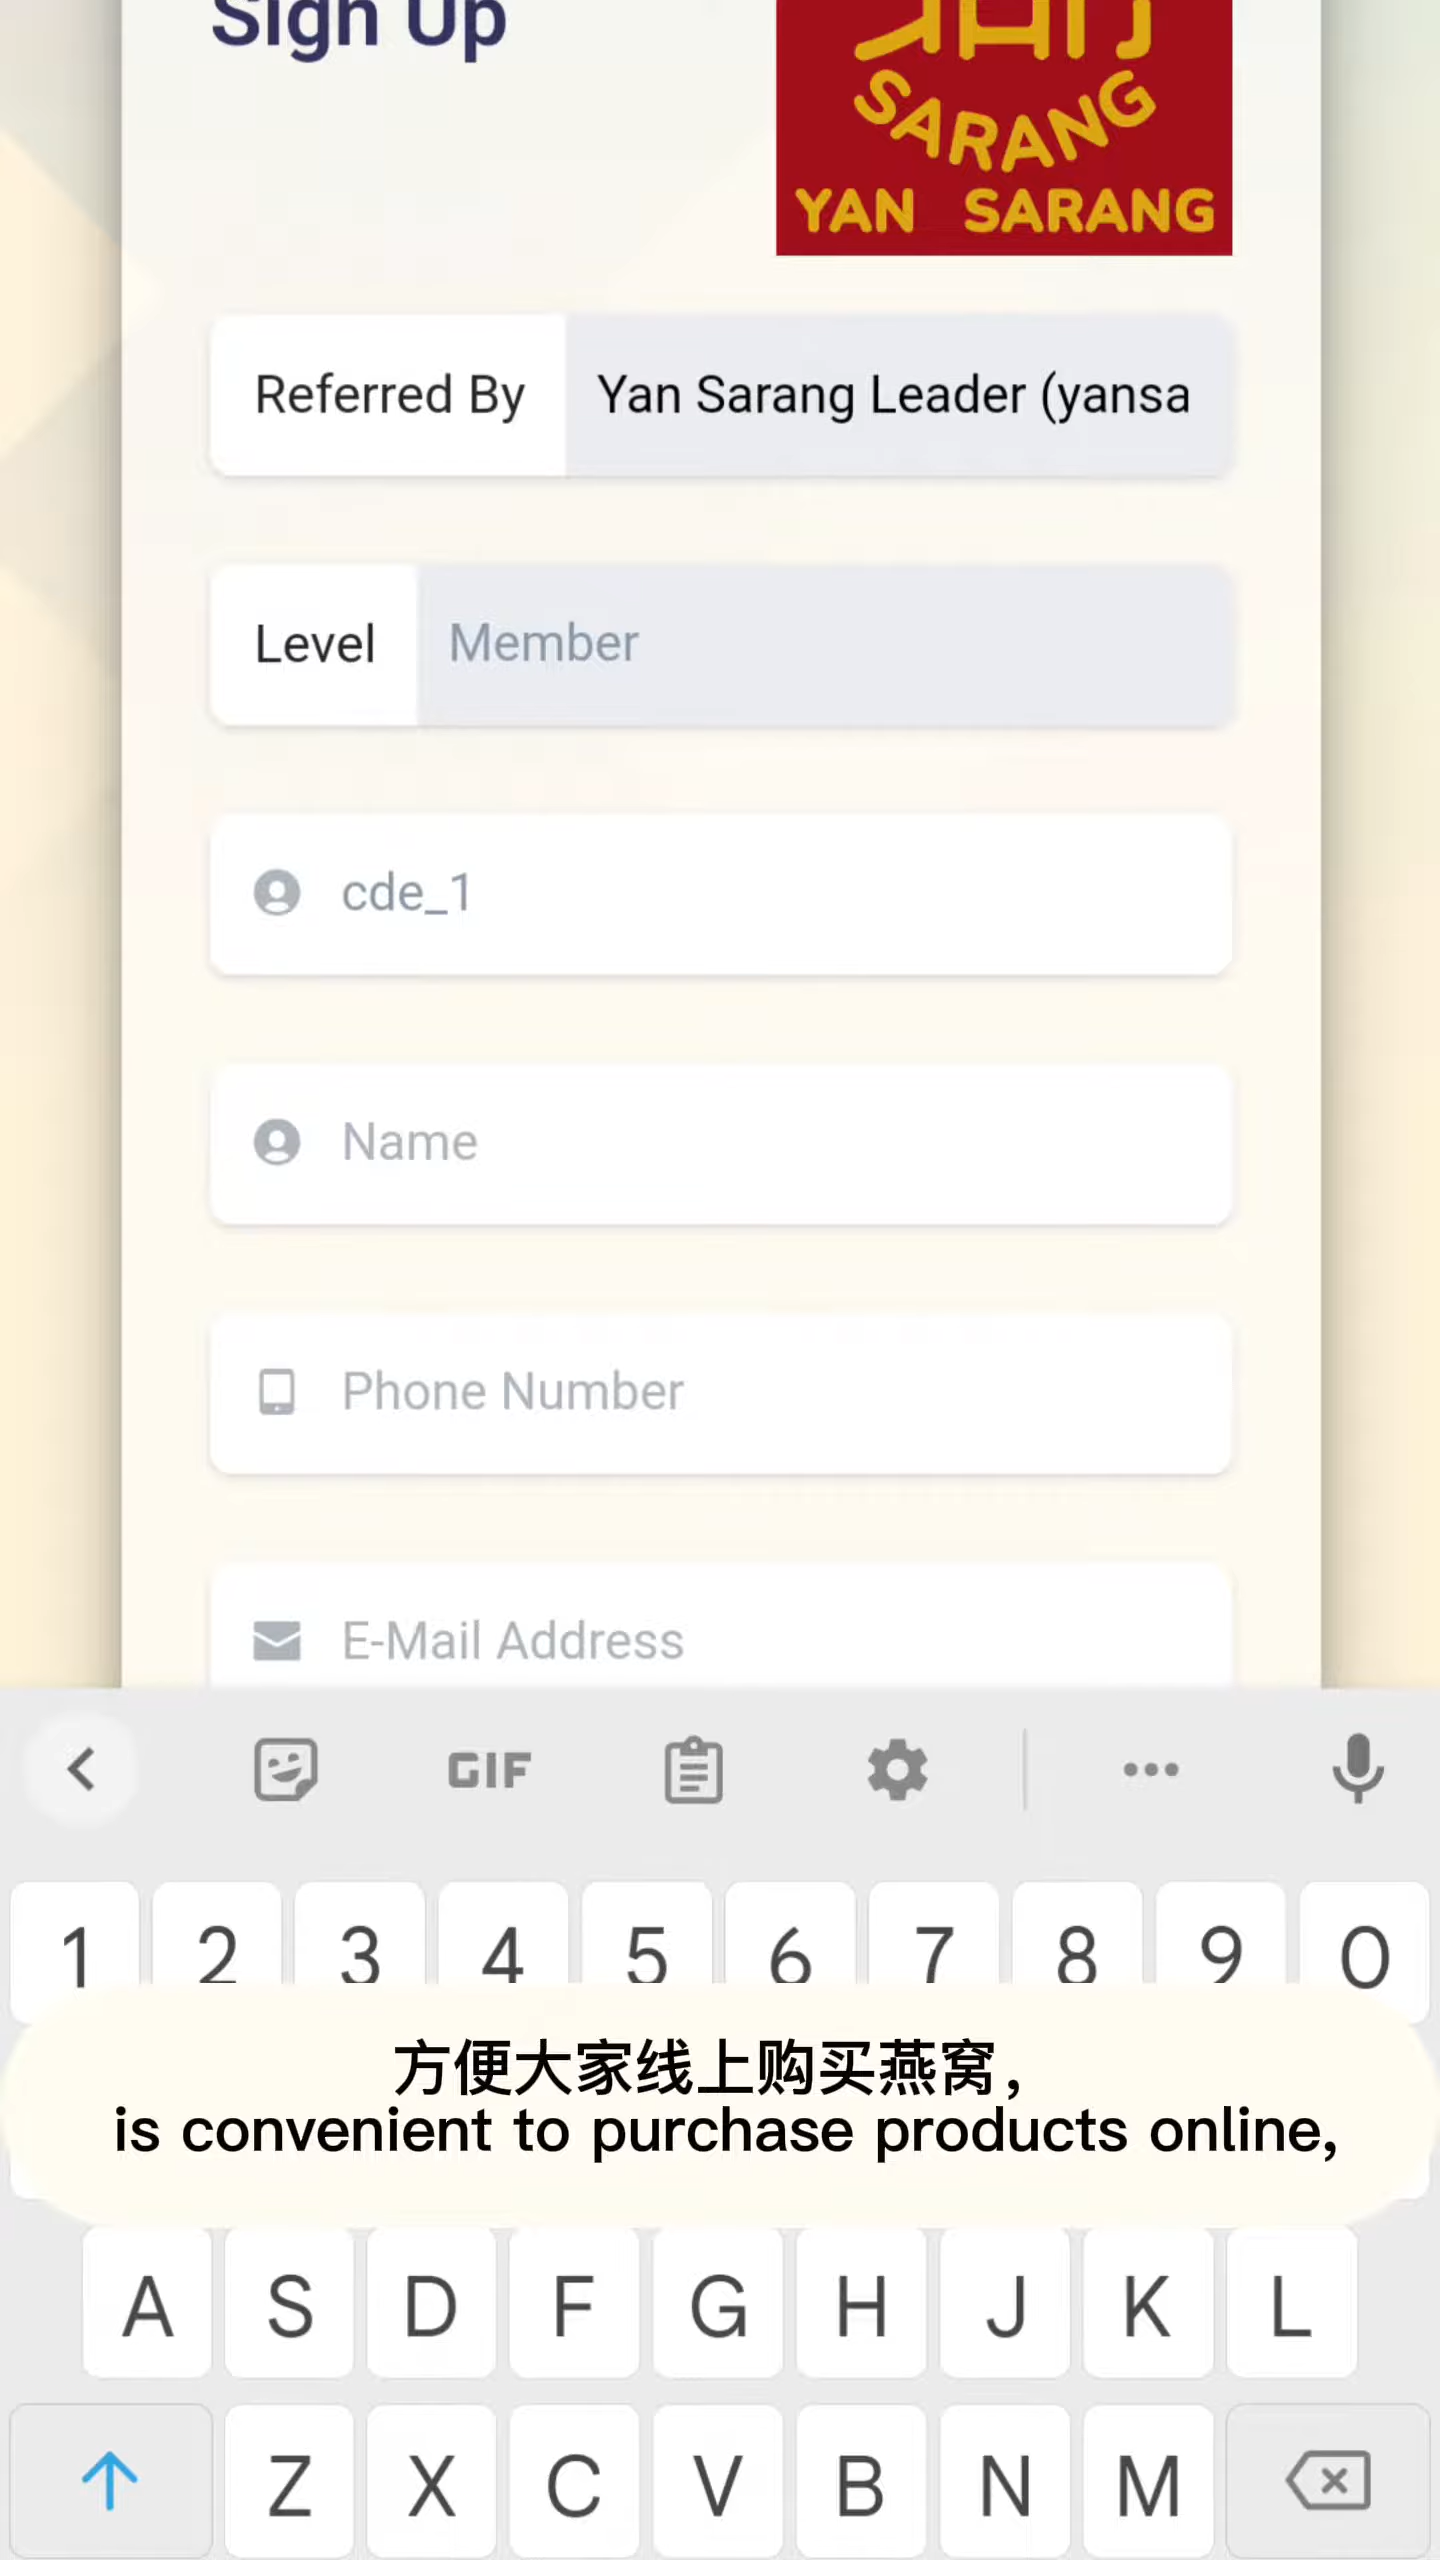 Sign Up
SARANG
YAN SARANG
Referred By
Yan Sarang Leader (yansa
Level
Member
cde_1
Name
Phone Number
E-Mail Address
GIF
1 2 3 4 5 6 7 8 9 0
方便大家线上购买燕窝，
is convenient to purchase products online,
A S D F G H J K L
Z X C V B N M